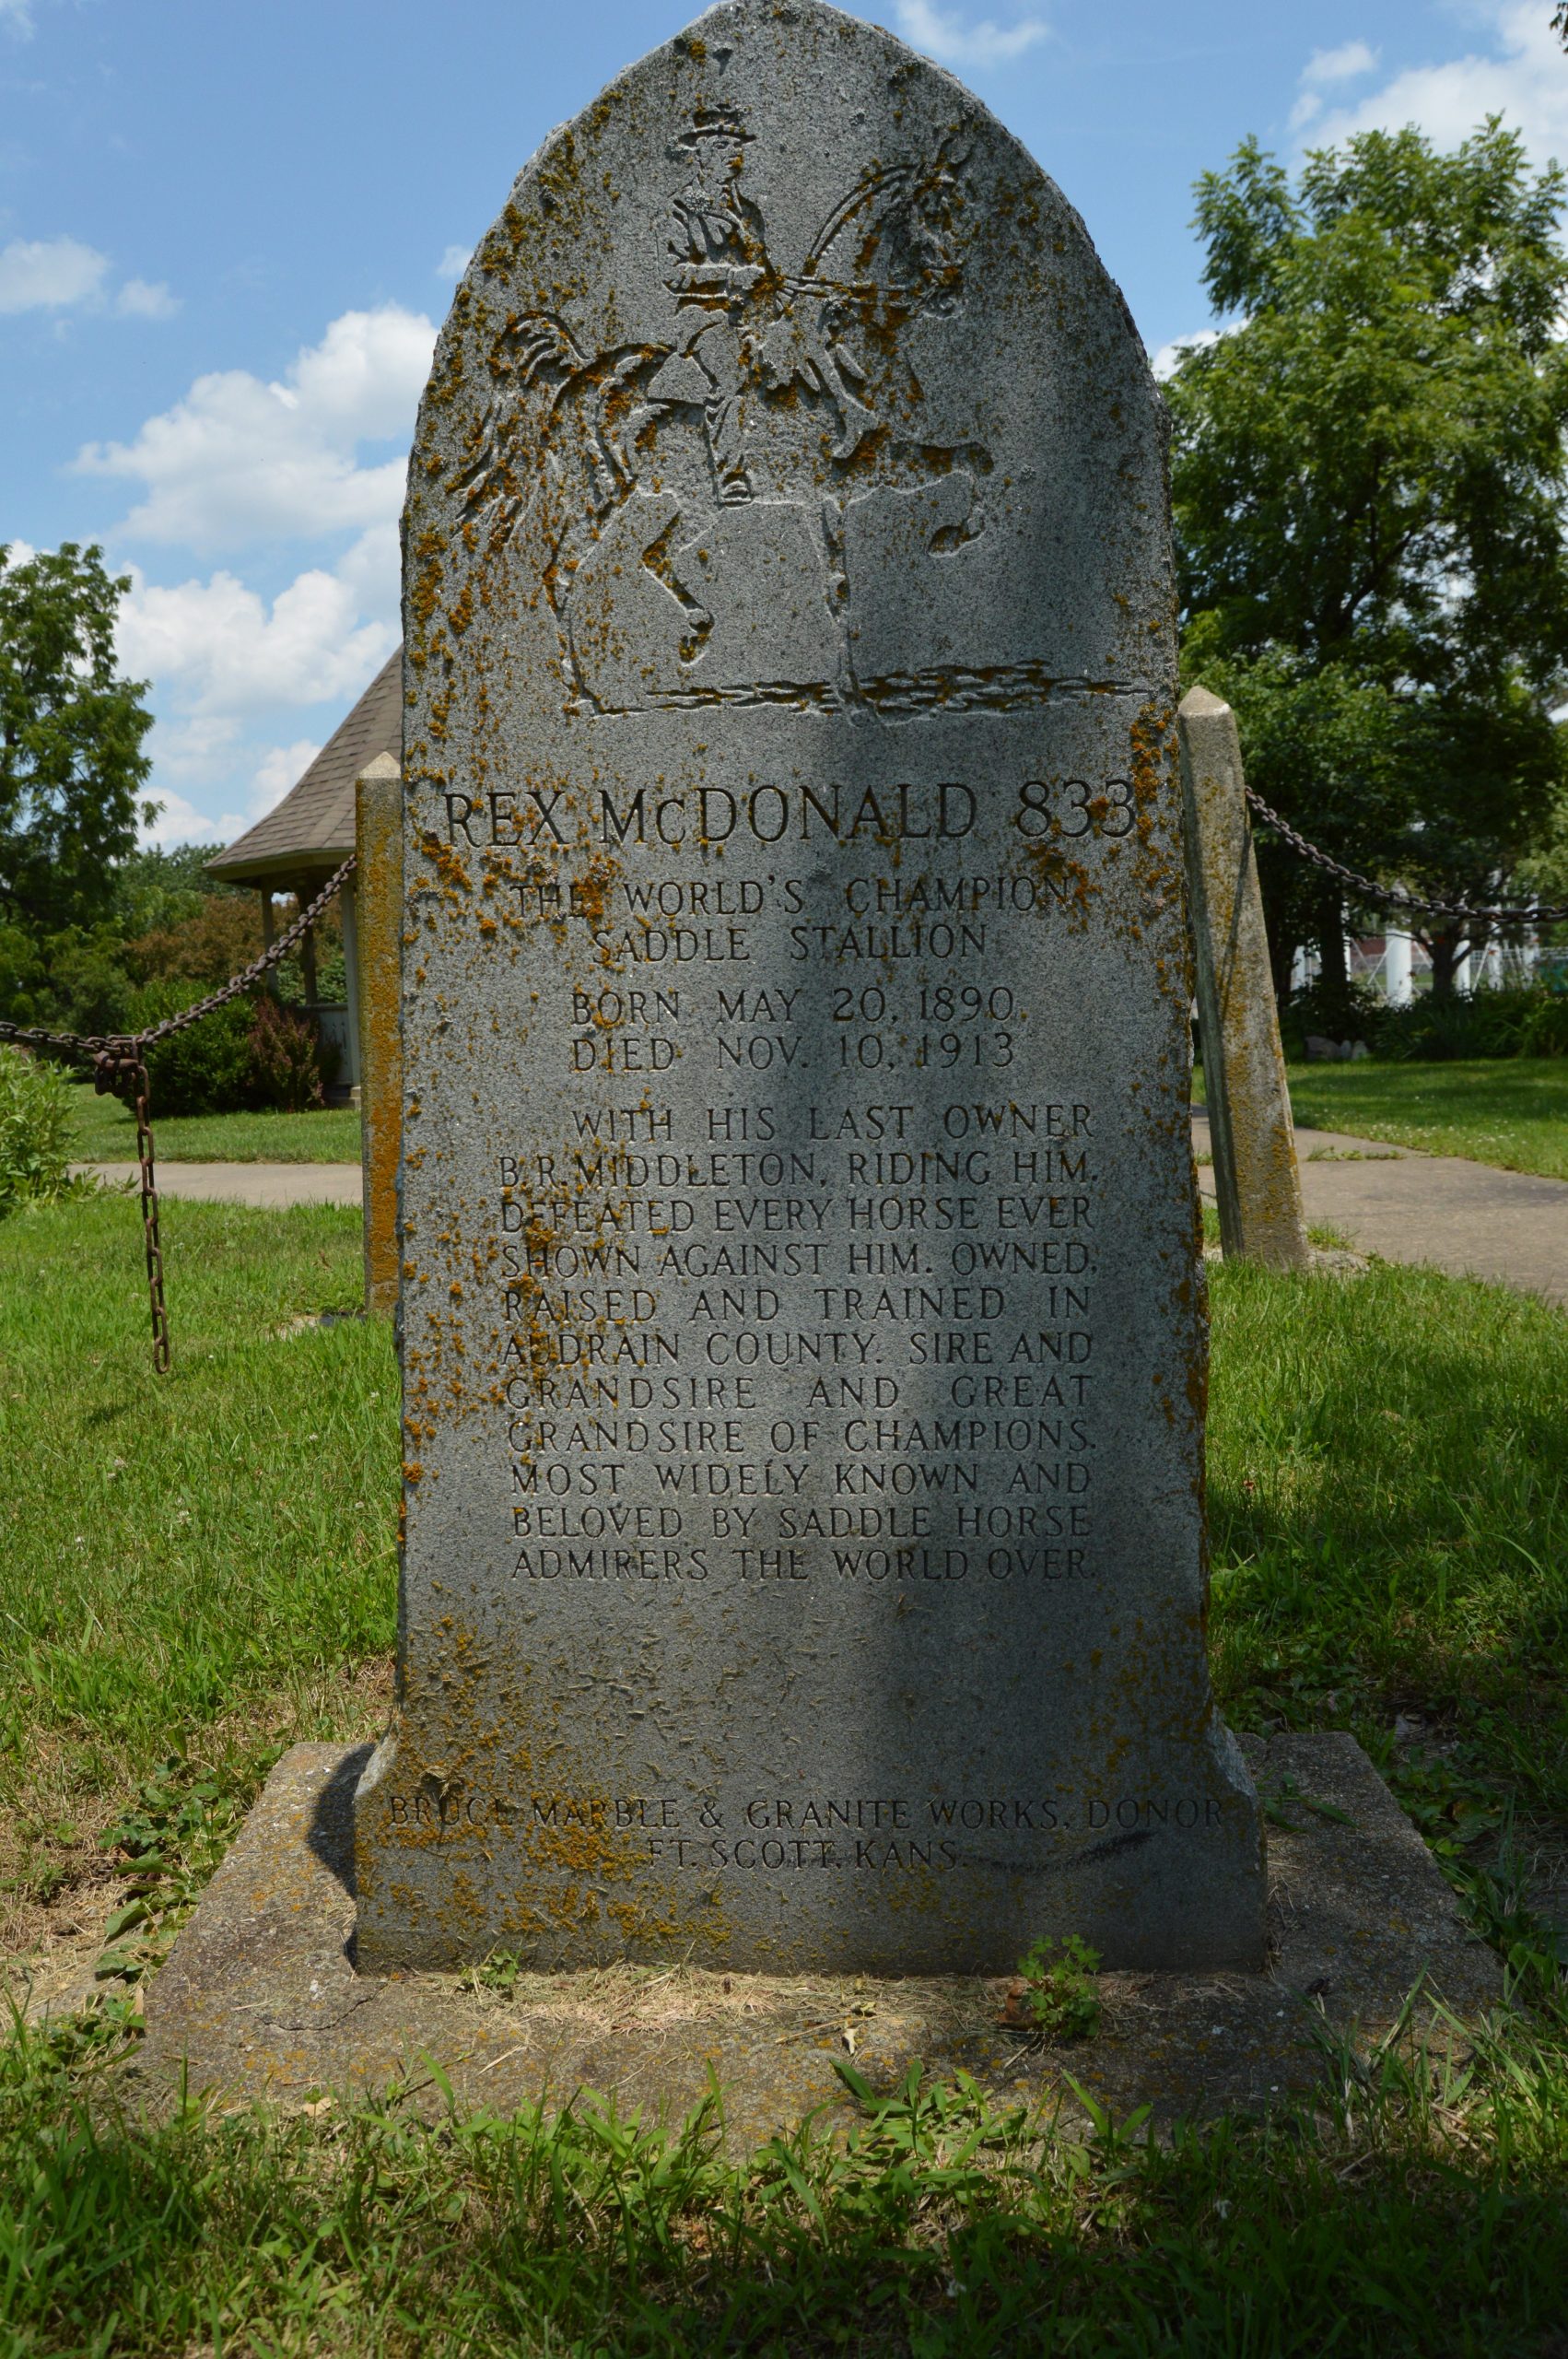 REX McDONALD 833
THE WORLD'S CHAMPION
SADDLE STALLION
BORN MAY 20, 1890.
DIED NOV. 10, 1913
WITH HIS LAST OWNER
B.R. MIDDLETON, RIDING HIM,
DEFEATED EVERY HORSE EVER
SHOWN AGAINST HIM. OWNED,
RAISED AND TRAINED IN
AUDRAIN COUNTY. SIRE AND
GRANDSIRE AND GREAT
GRANDSIRE OF CHAMPIONS.
MOST WIDELY KNOWN AND
BELOVED BY SADDLE HORSE
ADMIRERS THE WORLD OVER.
BRUCE MARBLE & GRANITE WORKS, DONOR
FT. SCOTT, KANS.